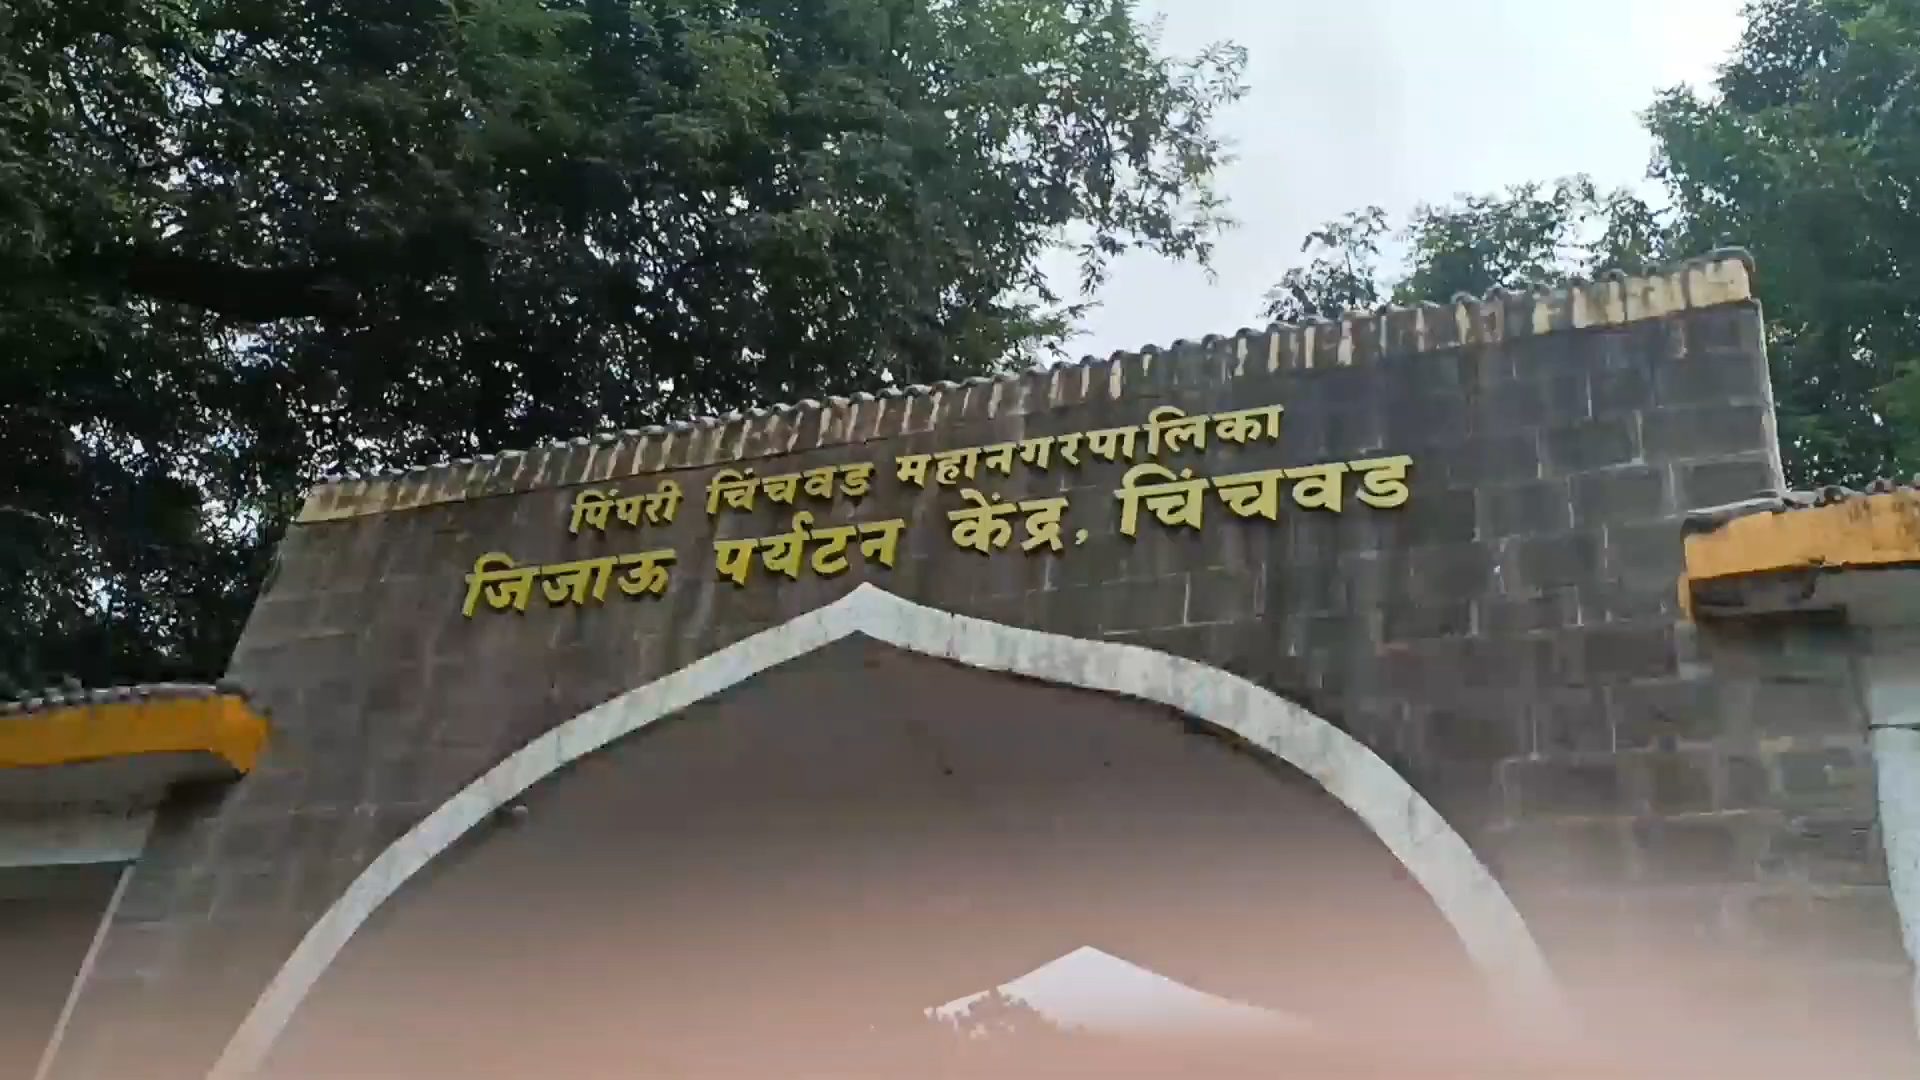 पिंपरी चिंचवड महानगरपालिका
जिजाऊ पर्यटन केंद्र, चिंचवड